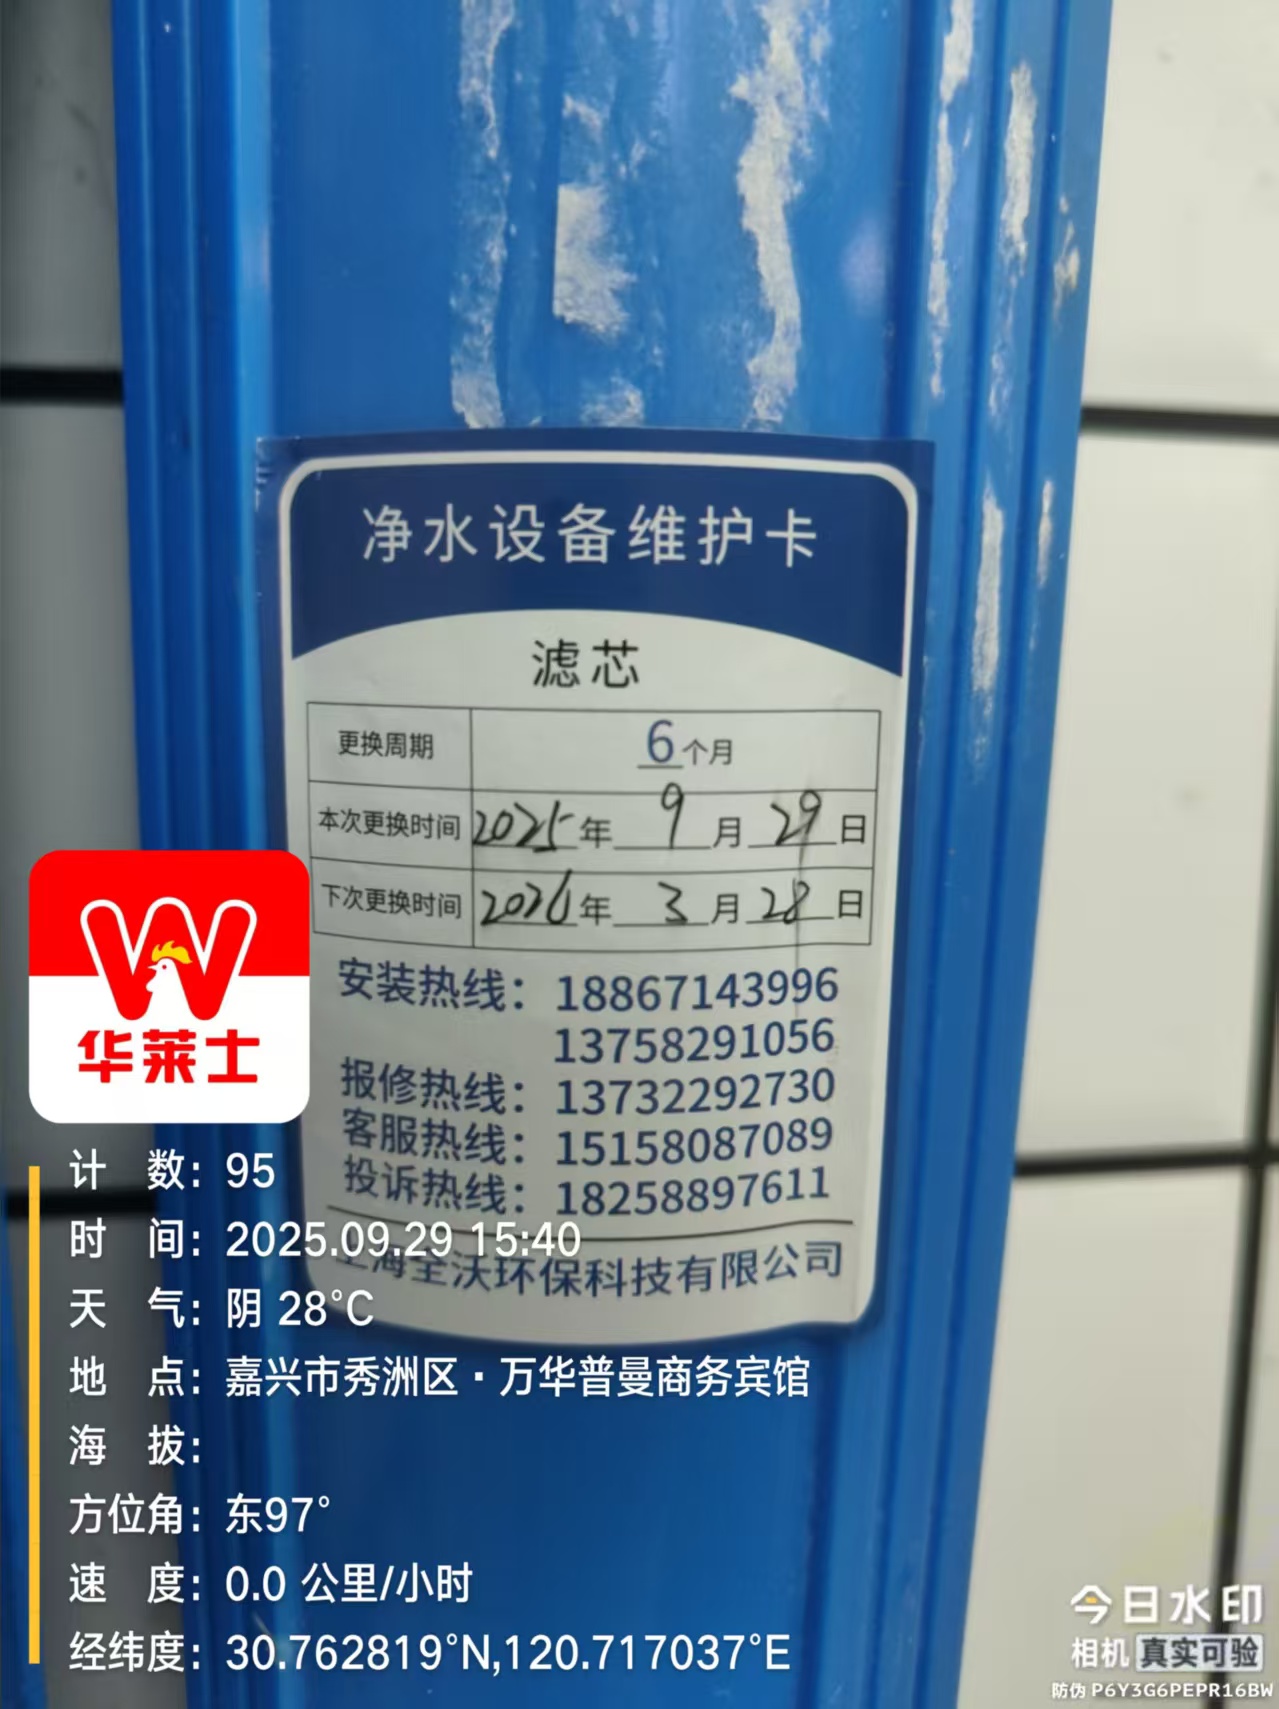 净水设备维护卡
滤芯
更换周期 6个月
本次更换时间 2025年9月29日
下次更换时间 2026年3月28日
安装热线：18867143996
13758291056
报修热线：13732292730
客服热线：15158087089
投诉热线：18258897611
上海全沃环保科技有限公司
华莱士
计 数：95
时 间：2025.09.29 15:40
天 气：阴 28°C
地 点：嘉兴市秀洲区·万华普曼商务宾馆
海 拔：
方位角：东97°
速 度：0.0 公里/小时
经纬度：30.762819°N,120.717037°E
今日水印
相机 真实可验
防伪 P6Y3G6PEPR16BW